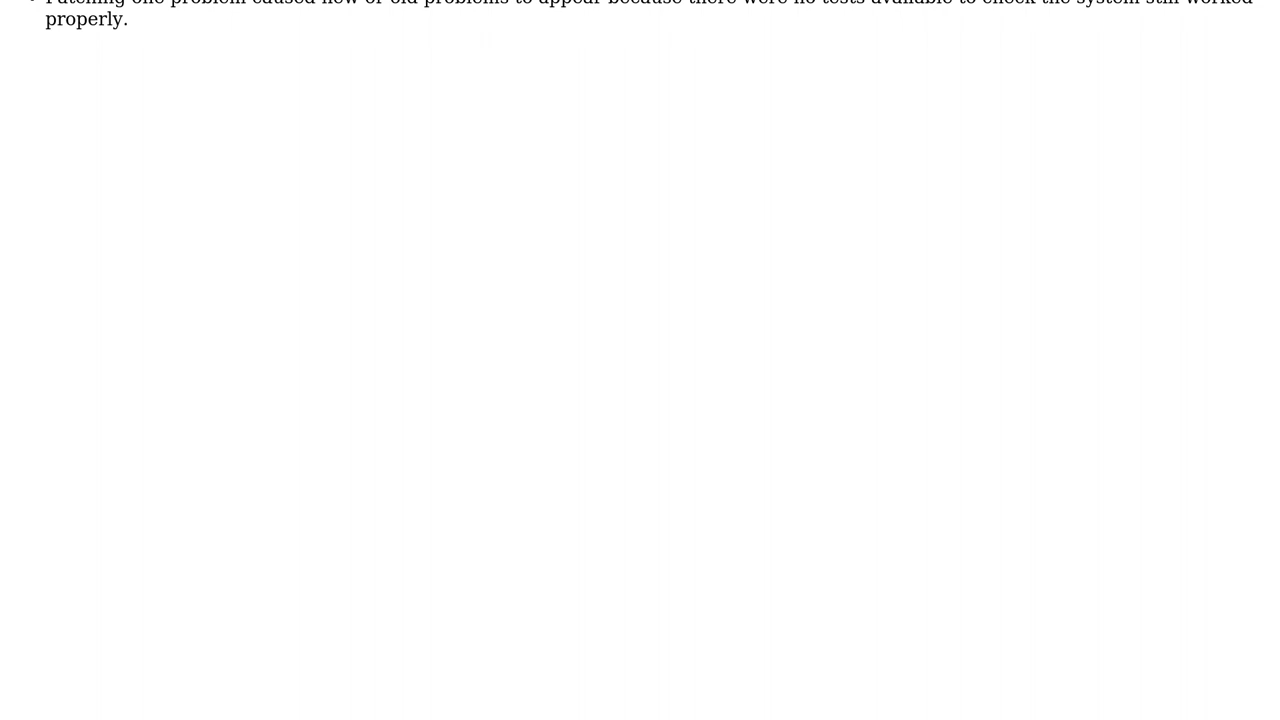 • Patching one problem caused new or old problems to appear because there were no tests available to check the system still worked
properly.